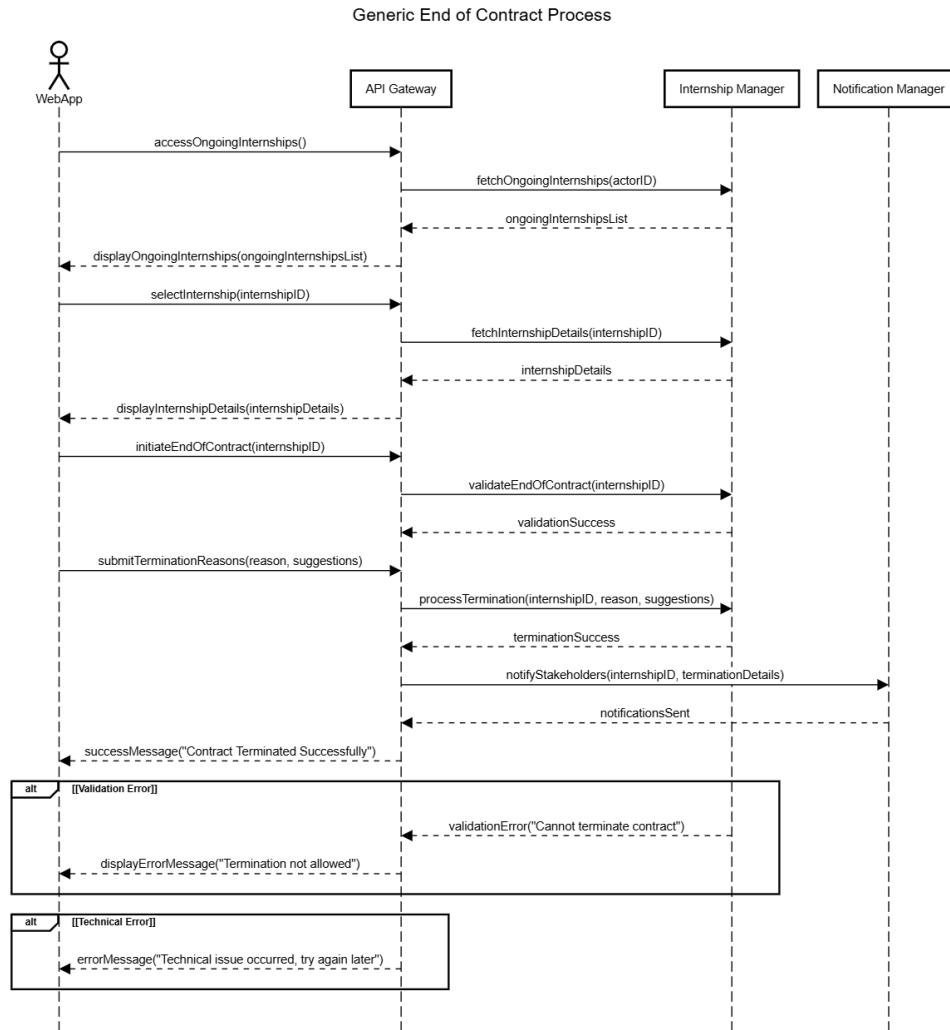 Generic End of Contract Process
WebApp
API Gateway
Internship Manager
Notification Manager
accessOngoingInternships()
fetchOngoingInternships(actorID)
ongoingInternshipsList
displayOngoingInternships(ongoingInternshipsList)
selectInternship(internshipID)
fetchInternshipDetails(internshipID)
internshipDetails
displayInternshipDetails(internshipDetails)
initiateEndOfContract(internshipID)
validateEndOfContract(internshipID)
validationSuccess
submitTerminationReasons(reason, suggestions)
processTermination(internshipID, reason, suggestions)
terminationSuccess
notifyStakeholders(internshipID, terminationDetails)
notificationsSent
successMessage("Contract Terminated Successfully")
alt [[Validation Error]]
validationError("Cannot terminate contract")
displayErrorMessage("Termination not allowed")
alt [[Technical Error]]
errorMessage("Technical issue occurred, try again later")